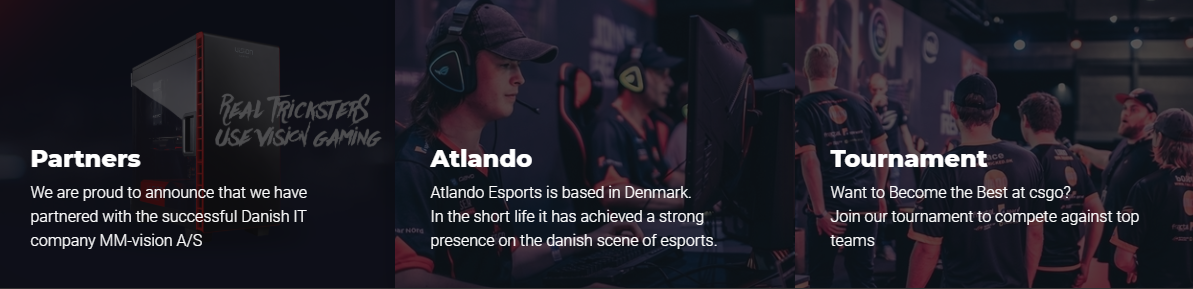 REAL TRICKSTERS
USE VISION GAMING
Partners
We are proud to announce that we have
partnered with the successful Danish IT
company MM-vision A/S
Atlando
Atlando Esports is based in Denmark.
In the short life it has achieved a strong
presence on the danish scene of esports.
Tournament
Want to Become the Best at csgo?
Join our tournament to compete against top
teams